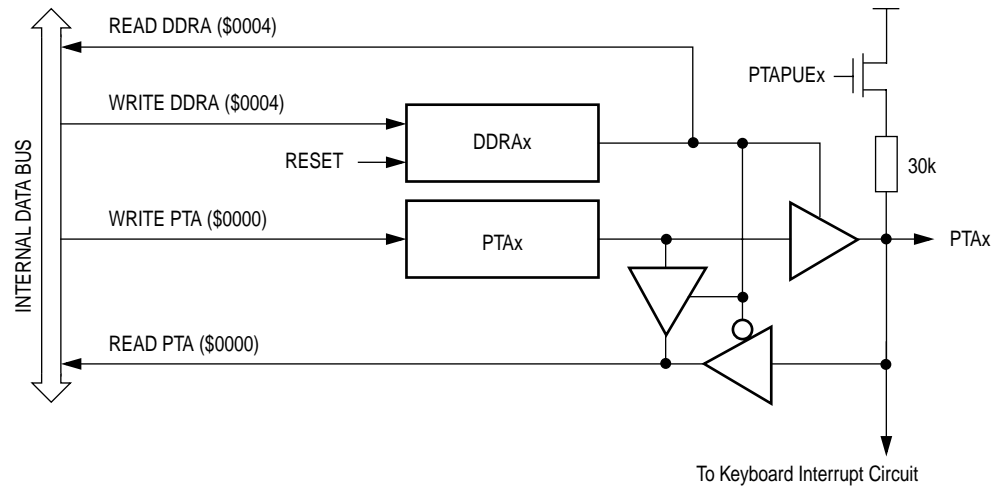 READ DDRA ($0004)
PTAPUEx
WRITE DDRA ($0004)
DDRAx
RESET
30k
INTERNAL DATA BUS
WRITE PTA ($0000)
PTAx
PTAx
READ PTA ($0000)
To Keyboard Interrupt Circuit